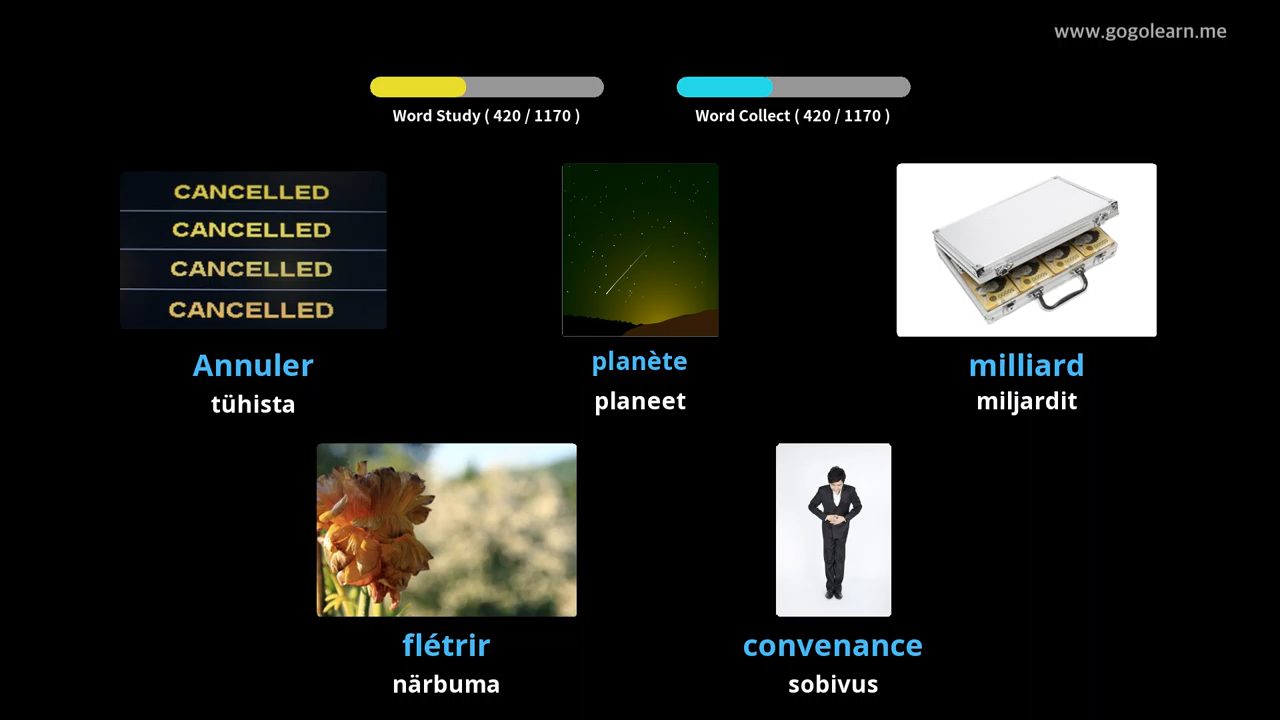 www.gogolearn.me
Word Study ( 420 / 1170 )
Word Collect ( 420 / 1170 )
CANCELLED
CANCELLED
CANCELLED
CANCELLED
Annuler
tühista
planète
planeet
milliard
miljardit
flétrir
närbuma
convenance
sobivus